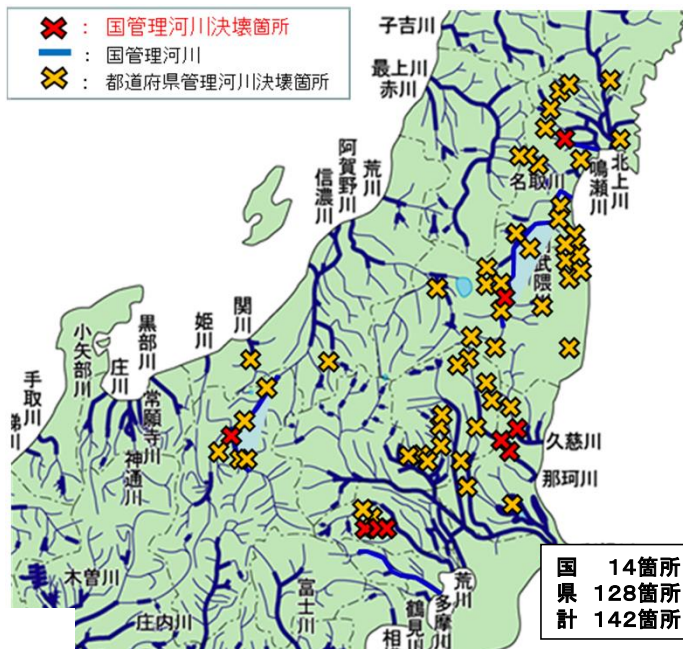 ： 国管理河川決壊箇所
： 国管理河川
： 都道府県管理河川決壊箇所
子吉川
最上川
赤川
荒川
阿賀野川
信濃川
北上川
鳴瀬川
名取川
武隈
関川
姫川
黒部川
小矢部川
庄川
常願寺川
手取川
神通川
梯川
久慈川
那珂川
木曽川
庄内川
富士川
荒川
多摩川
鶴見川
相
国 14箇所
県 128箇所
計 142箇所